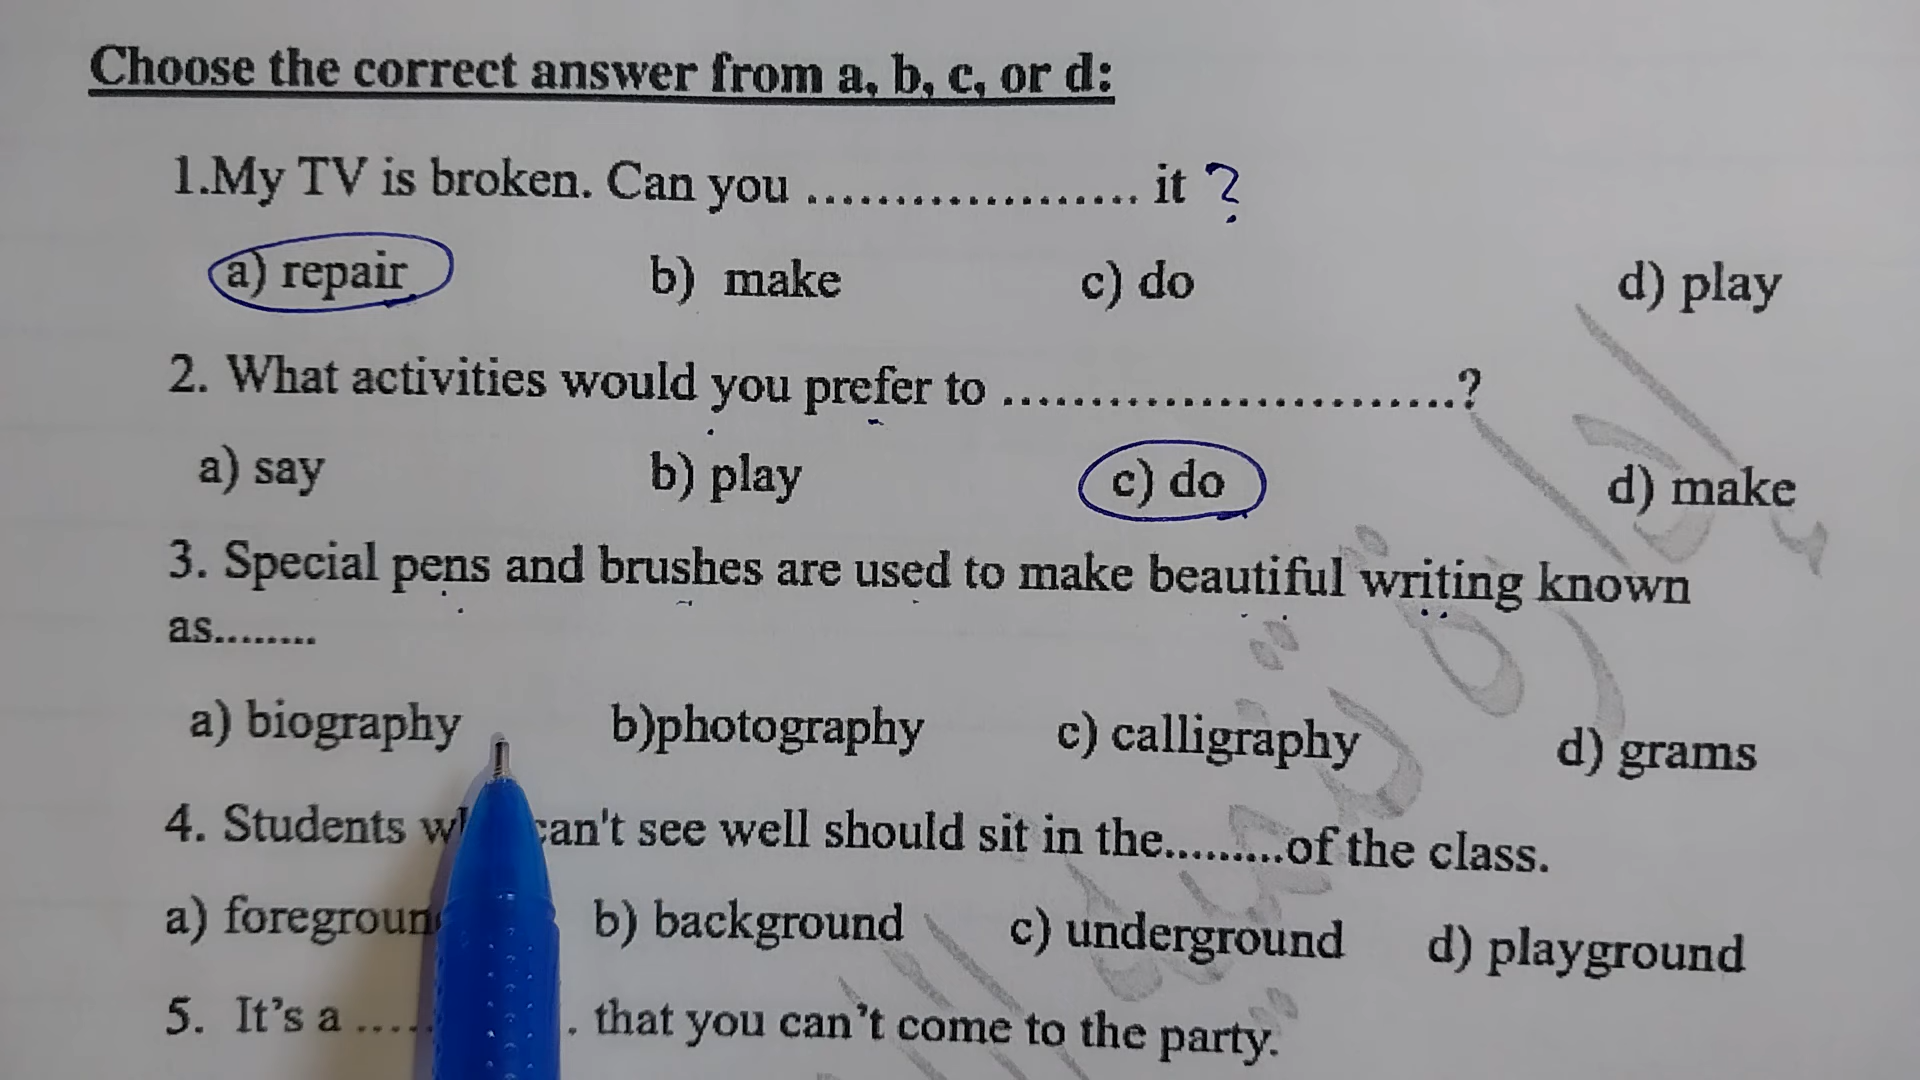 Choose the correct answer from a, b, c, or d:
1.My TV is broken. Can you ................... it ?
a) repair b) make c) do d) play
2. What activities would you prefer to ..........................?
a) say b) play c) do d) make
3. Special pens and brushes are used to make beautiful writing known
as........
a) biography b)photography c) calligraphy d) grams
4. Students can't see well should sit in the.........of the class.
a) b) background c) underground d) playground
5. It’s a ..... . that you can’t come to the party.